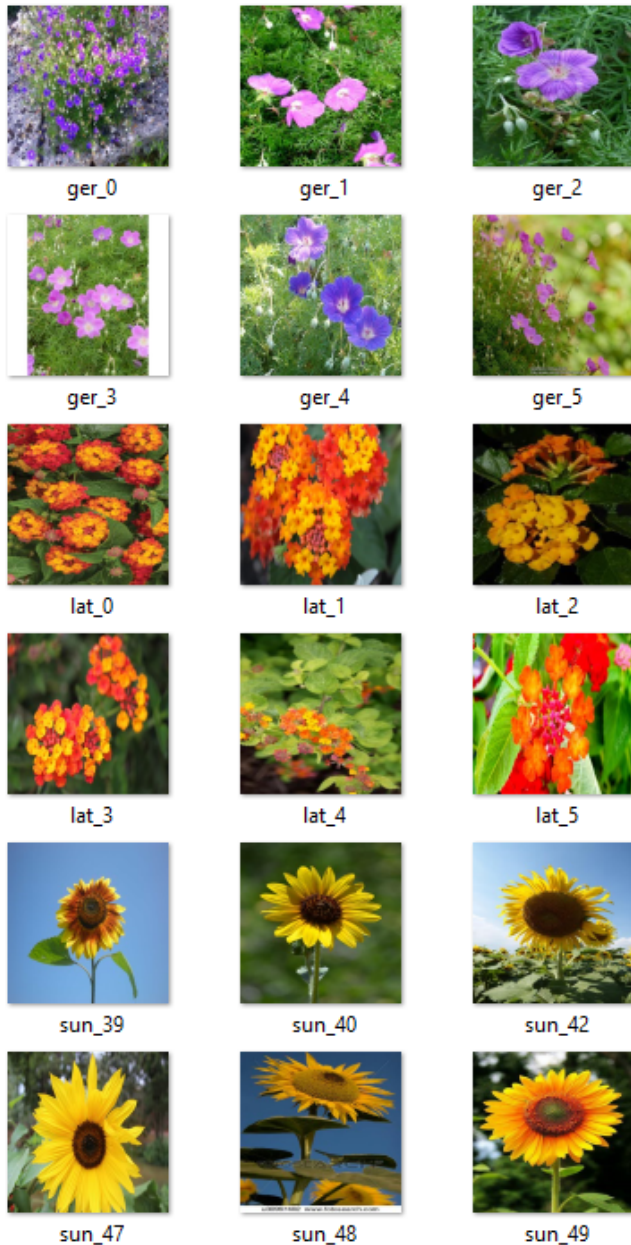 ger_0 ger_1 ger_2
ger_3 ger_4 ger_5
lat_0 lat_1 lat_2
lat_3 lat_4 lat_5
sun_39 sun_40 sun_42
sun_47 sun_48 sun_49